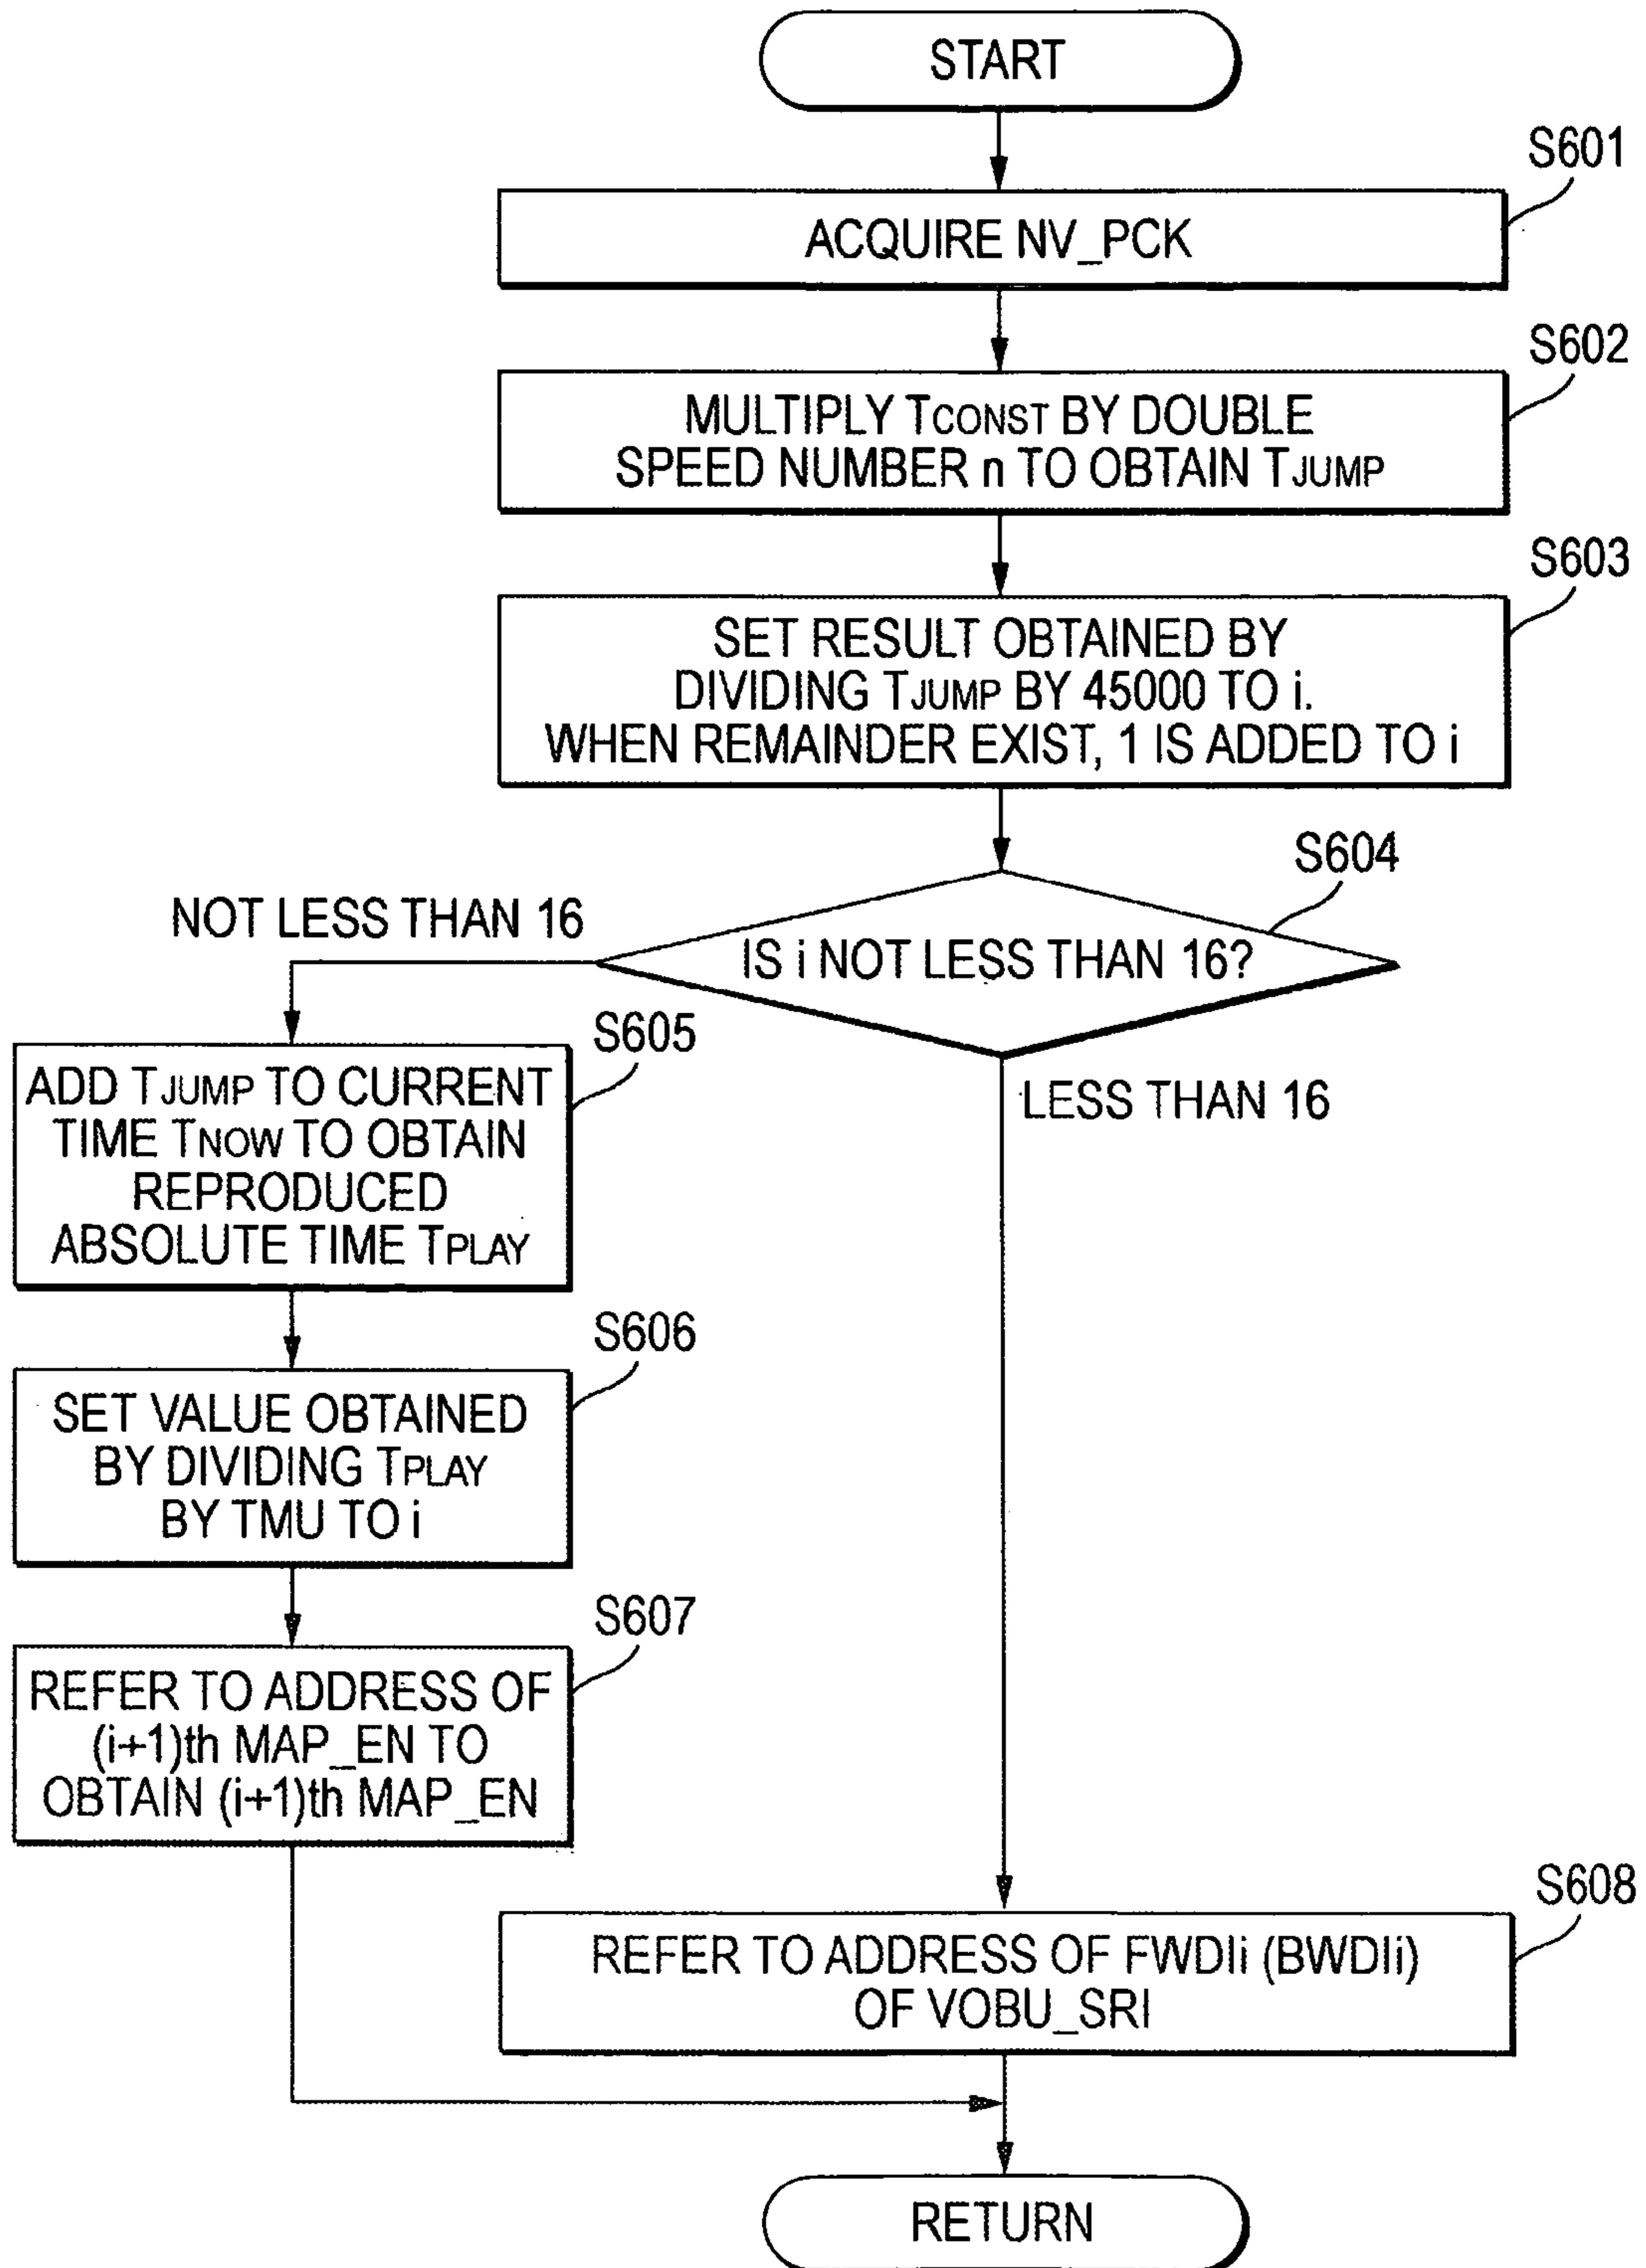 START
S601
ACQUIRE NV_PCK
S602
MULTIPLY TCONST BY DOUBLE
SPEED NUMBER n TO OBTAIN TJUMP
S603
SET RESULT OBTAINED BY
DIVIDING TJUMP BY 45000 TO i.
WHEN REMAINDER EXIST, 1 IS ADDED TO i
S604
IS i NOT LESS THAN 16?
NOT LESS THAN 16
LESS THAN 16
S605
ADD TJUMP TO CURRENT
TIME TNOW TO OBTAIN
REPRODUCED
ABSOLUTE TIME TPLAY
S606
SET VALUE OBTAINED
BY DIVIDING TPLAY
BY TMU TO i
S607
REFER TO ADDRESS OF
(i+1)th MAP_EN TO
OBTAIN (i+1)th MAP_EN
S608
REFER TO ADDRESS OF FWDIi (BWDIi)
OF VOBU_SRI
RETURN